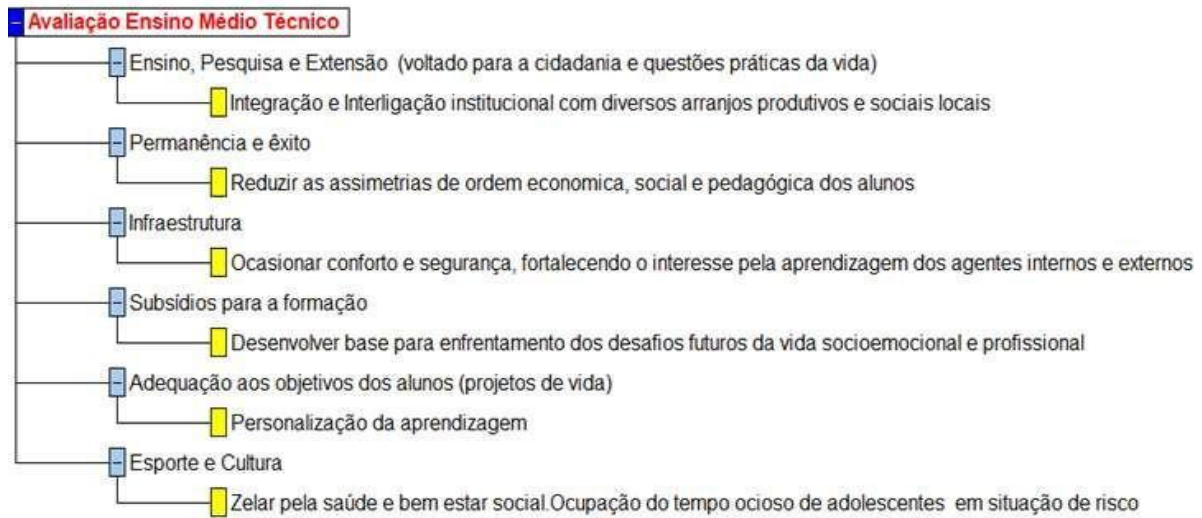 Avaliação Ensino Médio Técnico
Ensino, Pesquisa e Extensão (voltado para a cidadania e questões práticas da vida)
Integração e Interligação institucional com diversos arranjos produtivos e sociais locais
Permanência e êxito
Reduzir as assimetrias de ordem economica, social e pedagógica dos alunos
Infraestrutura
Ocasionar conforto e segurança, fortalecendo o interesse pela aprendizagem dos agentes internos e externos
Subsídios para a formação
Desenvolver base para enfrentamento dos desafios futuros da vida socioemocional e profissional
Adequação aos objetivos dos alunos (projetos de vida)
Personalização da aprendizagem
Esporte e Cultura
Zelar pela saúde e bem estar social.Ocupação do tempo ocioso de adolescentes em situação de risco